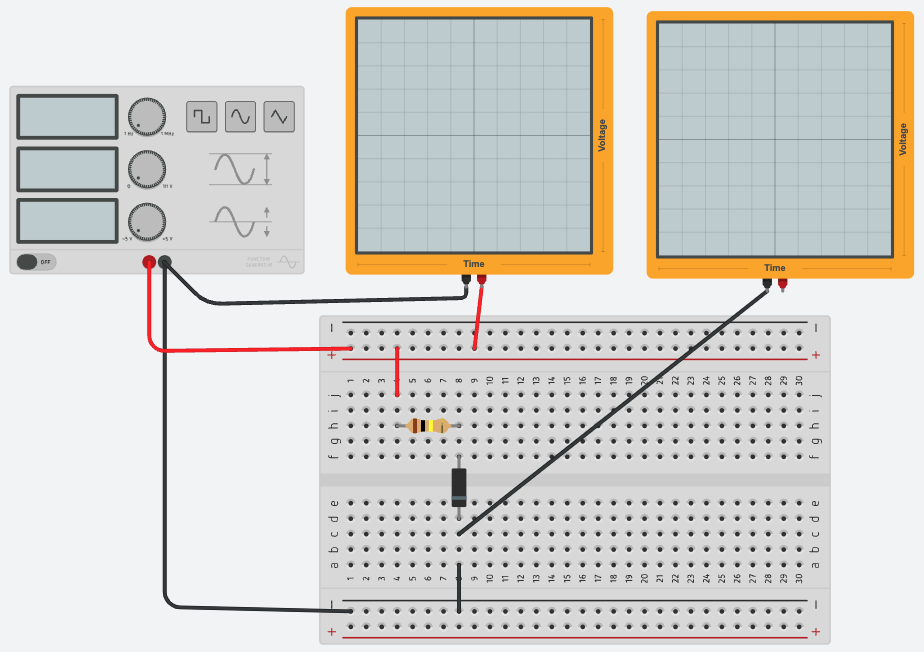 1 Hz
1 MHz
0
10 V
-5 V
+5 V
OFF
FUNCTION
GENERATOR
Voltage
Time
Voltage
Time
− −
+ +
1 2 3 4 5 6 7 8 9 10 11 12 13 14 15 16 17 18 19 20 21 22 23 24 25 26 27 28 29 30
j j
i i
h h
g g
f f
e e
d d
c c
b b
a a
1 2 3 4 5 6 7 8 9 10 11 12 13 14 15 16 17 18 19 20 21 22 23 24 25 26 27 28 29 30
− −
+ +